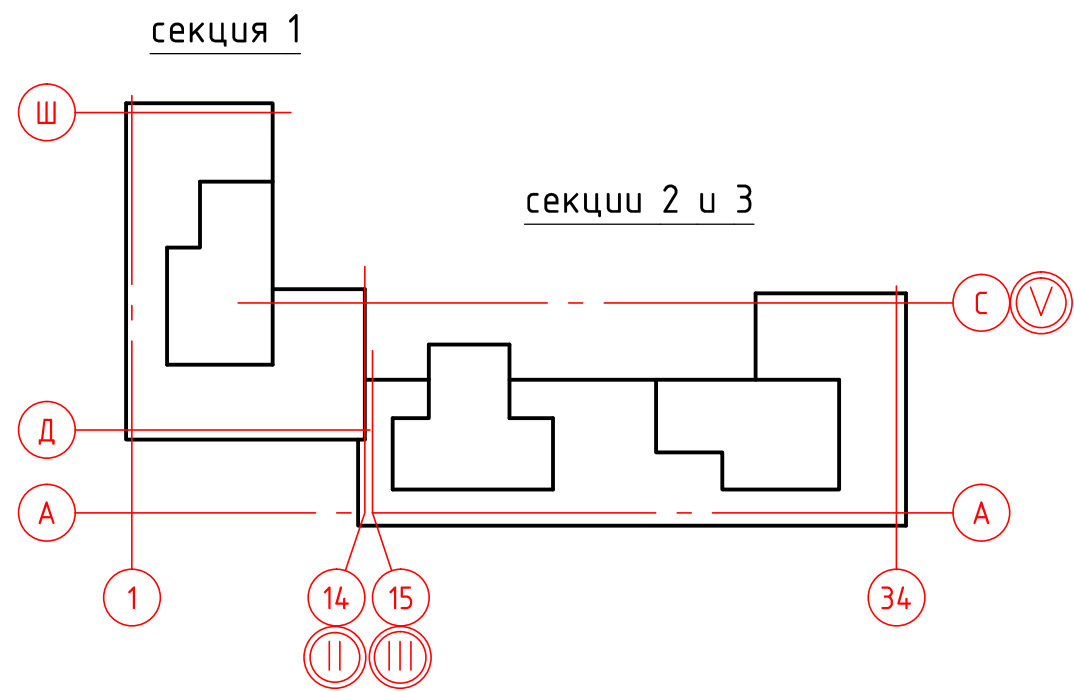 секция 1
Ш
секции 2 и 3
С V
Д
А А
1 14 15 34
II III